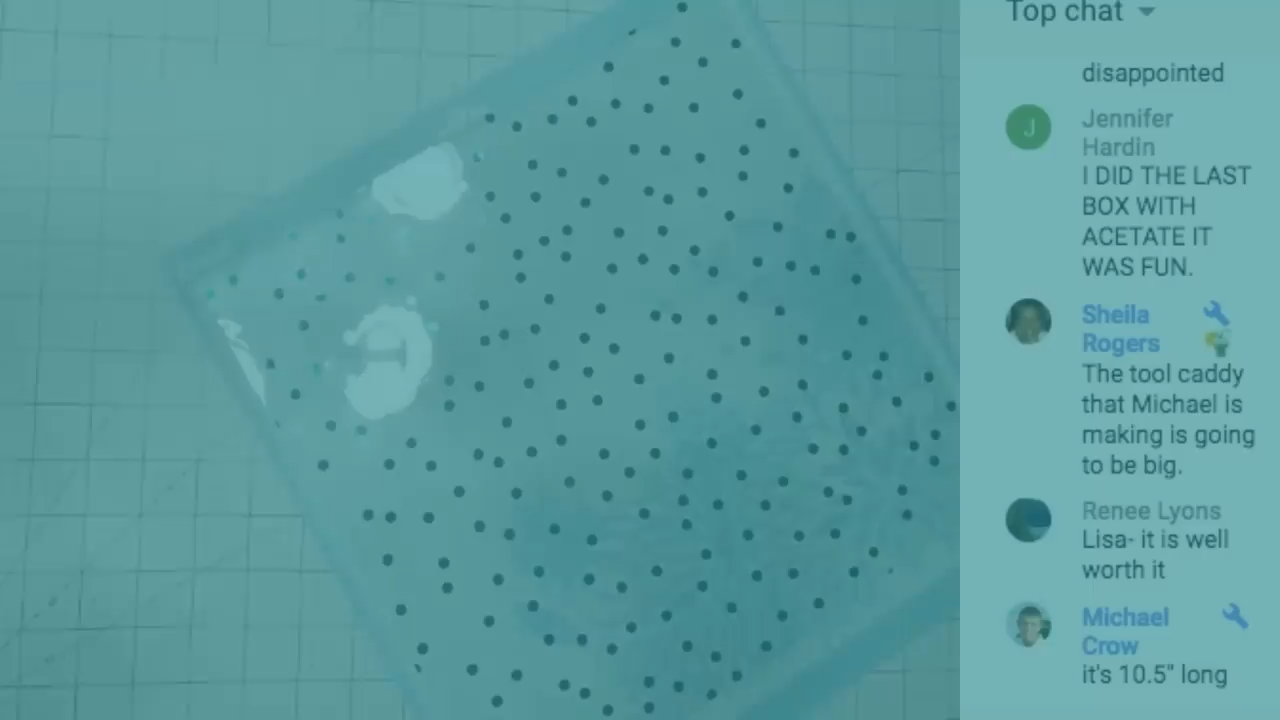 Top chat
disappointed
J
Jennifer
Hardin
I DID THE LAST
BOX WITH
ACETATE IT
WAS FUN.
Sheila
Rogers
The tool caddy
that Michael is
making is going
to be big.
Renee Lyons
Lisa- it is well
worth it
Michael
Crow
it's 10.5" long